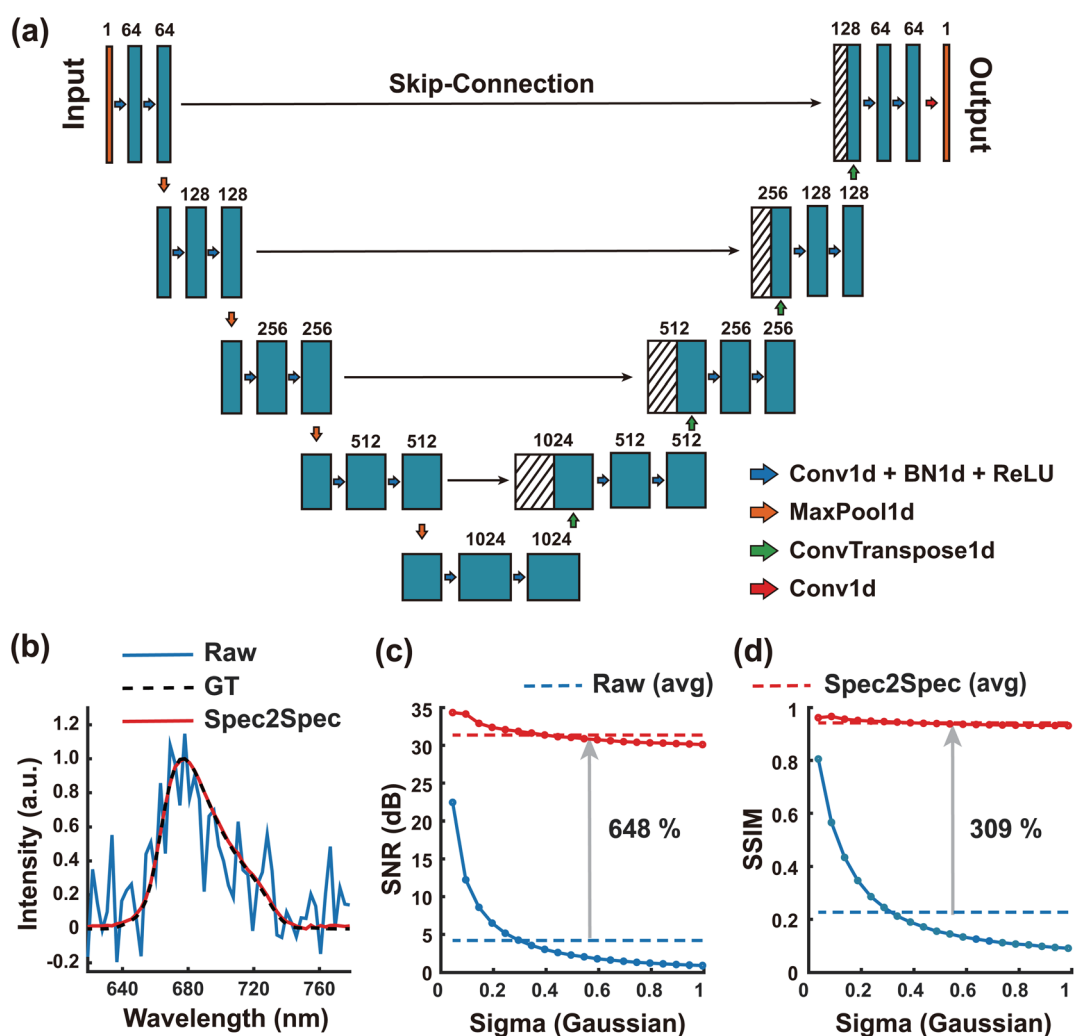 (a)
1 64 64
128 64 64 1
Input
Skip-Connection
Output
128 128
256 128 128
256 256
512 256 256
512 512
1024 512 512
1024 1024
Conv1d + BN1d + ReLU
MaxPool1d
ConvTranspose1d
Conv1d
(b)
Raw
GT
Spec2Spec
1.2
1.0
0.8
0.6
0.4
0.2
0
-0.2
Intensity (a.u.)
640 680 720 760
Wavelength (nm)
(c)
Raw (avg)
35
30
25
20
15
10
5
0
SNR (dB)
648 %
0 0.2 0.4 0.6 0.8 1
Sigma (Gaussian)
(d)
Spec2Spec (avg)
1
0.8
0.6
0.4
0.2
0
SSIM
309 %
0 0.2 0.4 0.6 0.8 1
Sigma (Gaussian)